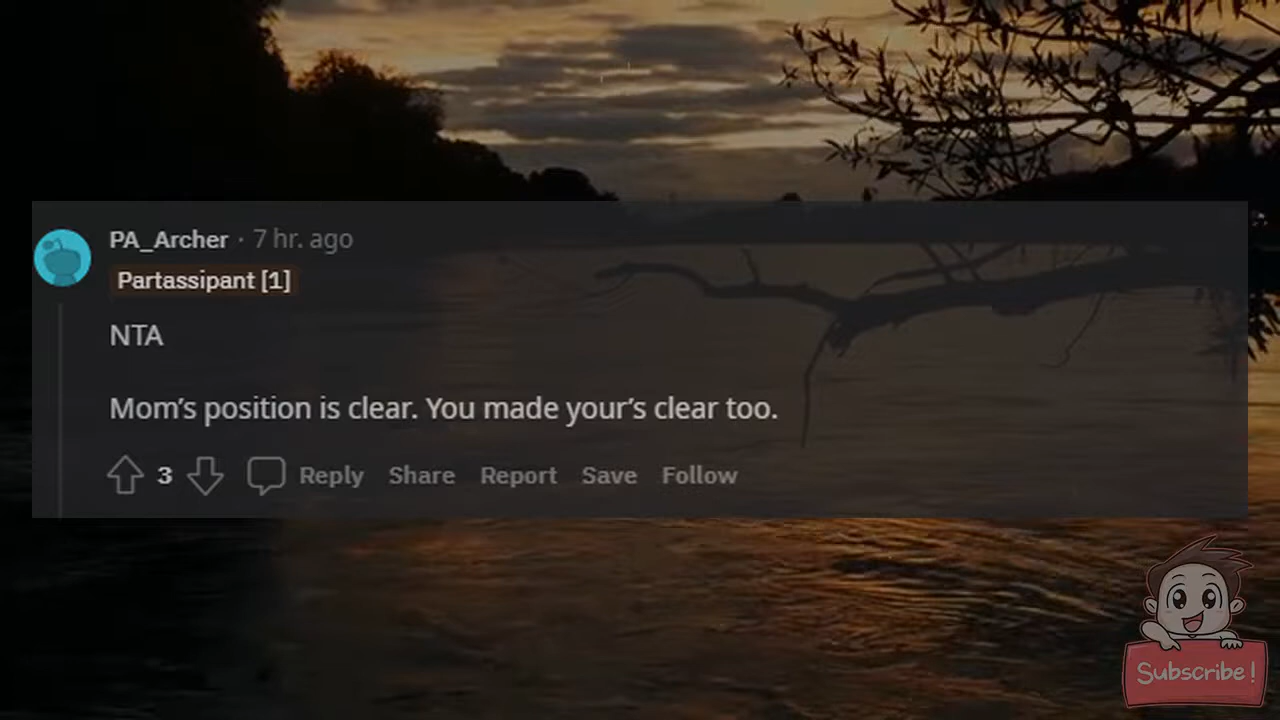 PA_Archer · 7 hr. ago
Partassipant [1]
NTA
Mom’s position is clear. You made your’s clear too.
3 Reply Share Report Save Follow
Subscribe!